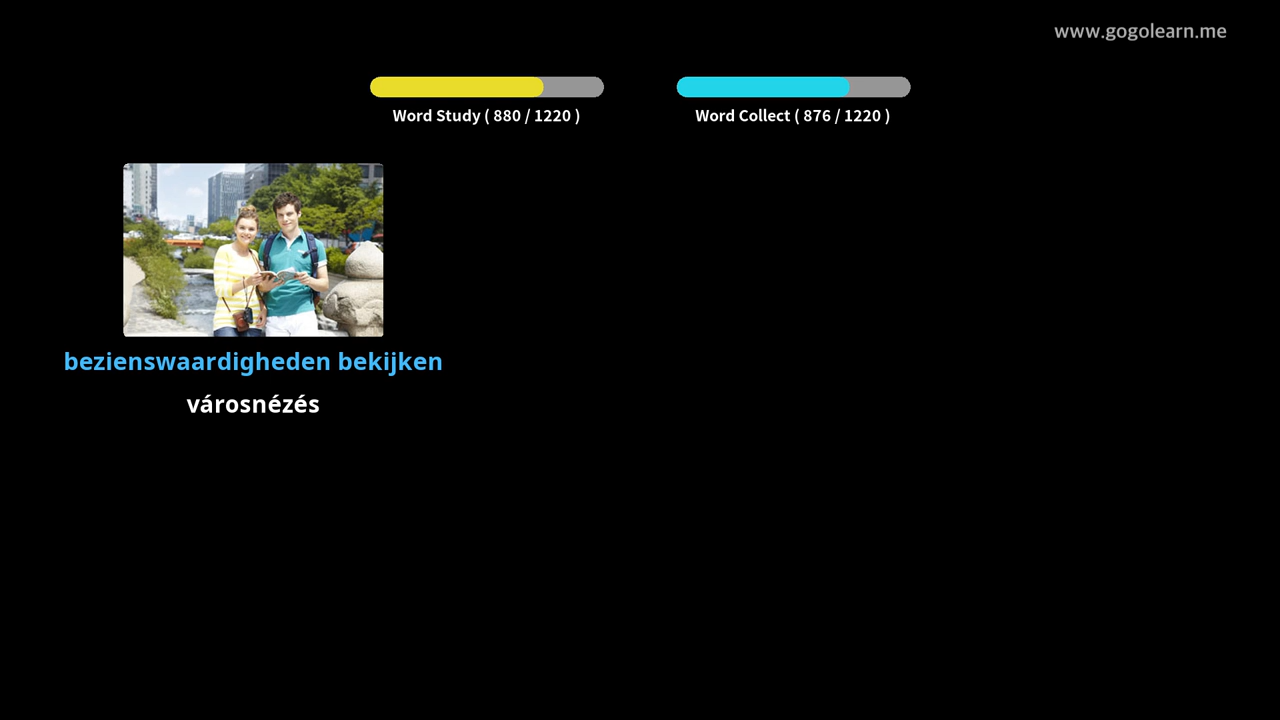 www.gogolearn.me
Word Study ( 880 / 1220 )
Word Collect ( 876 / 1220 )
bezienswaardigheden bekijken
városnézés